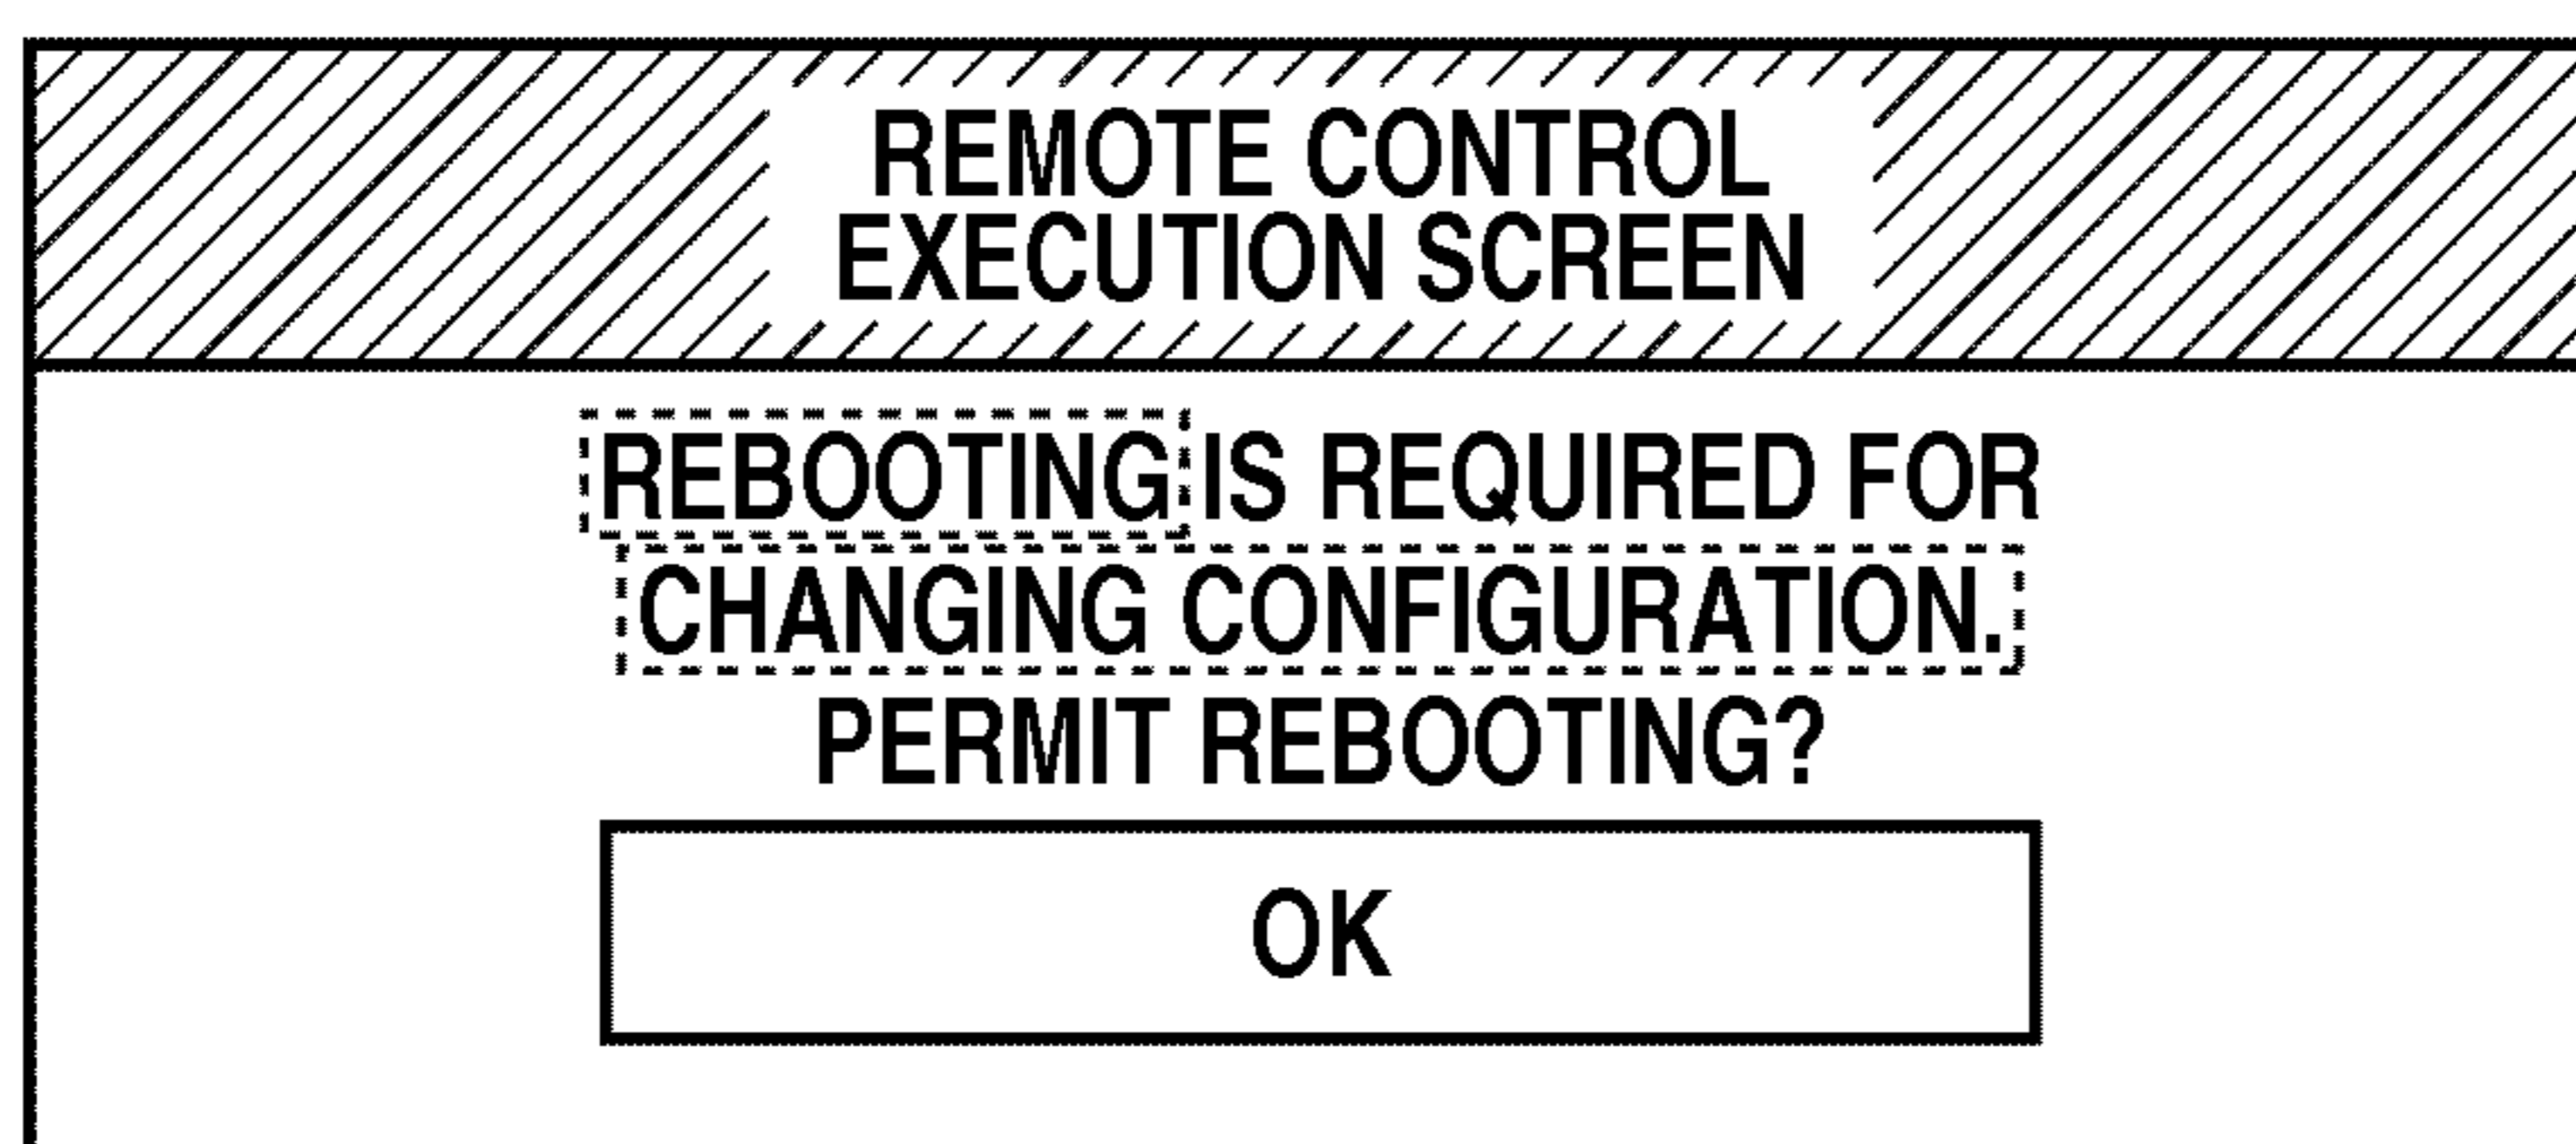 REMOTE CONTROL
EXECUTION SCREEN
REBOOTING IS REQUIRED FOR
CHANGING CONFIGURATION.
PERMIT REBOOTING?
OK